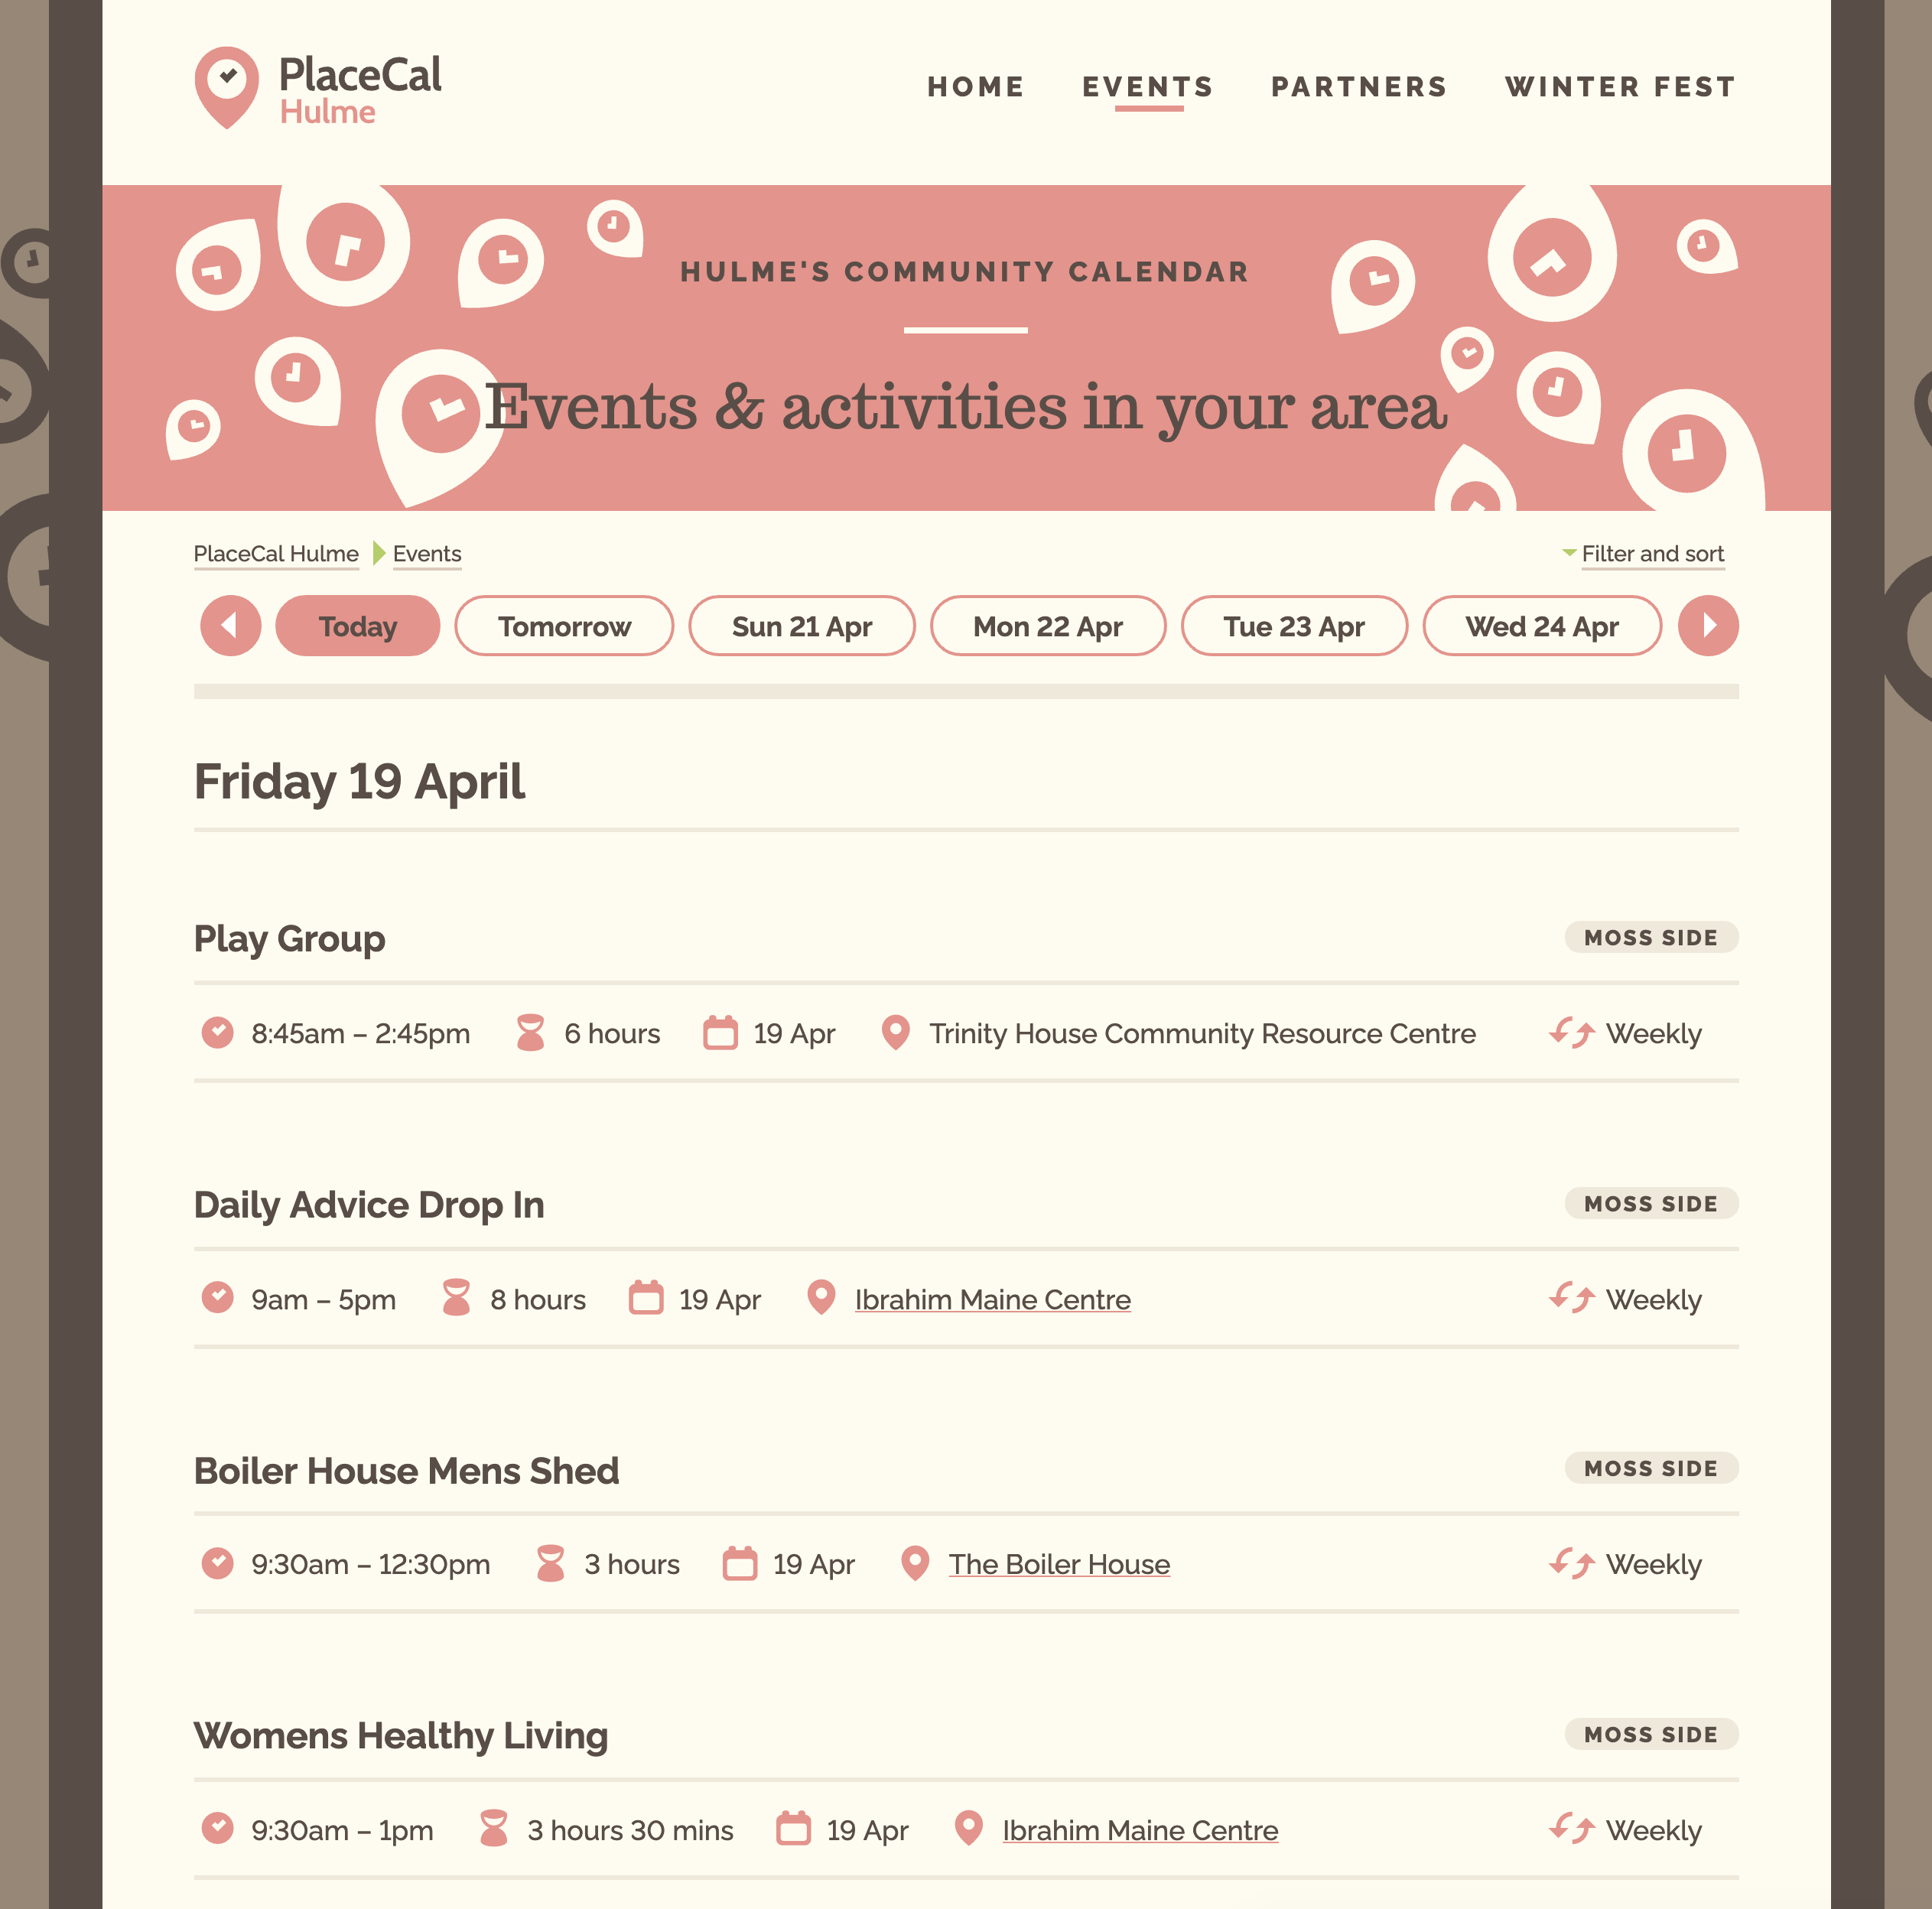 PlaceCal
Hulme
HOME EVENTS PARTNERS WINTER FEST
HULME'S COMMUNITY CALENDAR
Events & activities in your area
PlaceCal Hulme Events Filter and sort
Today Tomorrow Sun 21 Apr Mon 22 Apr Tue 23 Apr Wed 24 Apr
Friday 19 April
Play Group MOSS SIDE
8:45am – 2:45pm 6 hours 19 Apr Trinity House Community Resource Centre Weekly
Daily Advice Drop In MOSS SIDE
9am – 5pm 8 hours 19 Apr Ibrahim Maine Centre Weekly
Boiler House Mens Shed MOSS SIDE
9:30am – 12:30pm 3 hours 19 Apr The Boiler House Weekly
Womens Healthy Living MOSS SIDE
9:30am – 1pm 3 hours 30 mins 19 Apr Ibrahim Maine Centre Weekly